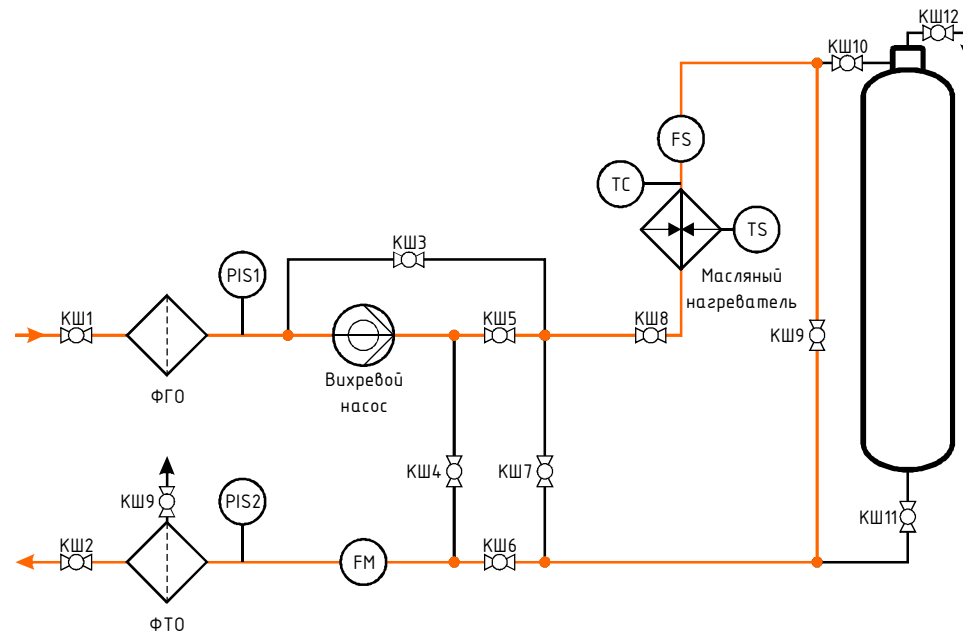 КШ12
КШ10
FS
TC
TS
КШ3
Масляный
нагреватель
PIS1
КШ1
КШ5
КШ8
КШ9
Вихревой
насос
ФГО
КШ4
КШ7
КШ9
PIS2
КШ11
КШ2
FM
КШ6
ФТО